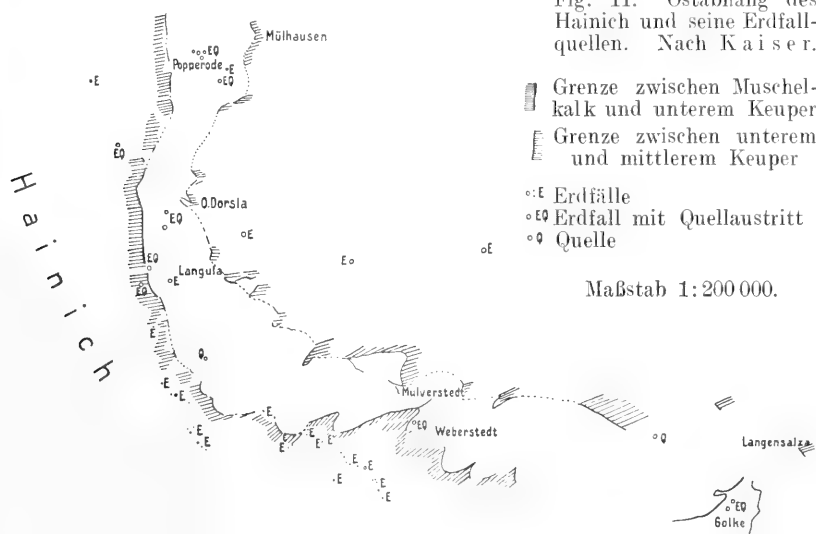 Fig. 11. Ostabhang des
Hainich und seine Erdfall-
quellen. Nach Kaiser.
Grenze zwischen Muschel-
kalk und unterem Keuper
Grenze zwischen unterem
und mittlerem Keuper
E Erdfälle
EQ Erdfall mit Quellaustritt
Q Quelle
Maßstab 1:200 000.
Mülhausen
EQ
Popperode
E
EQ
E
EQ
Hainich
O.Dorsla
EQ
E
E
E
EQ
Langula
E
EQ
E
Q
E
E
Mülverstedt
E
E
E
E
E
E
E
E
EQ
Weberstedt
Q
Langensalza
E
E
E
E
E
E
EQ
Golke